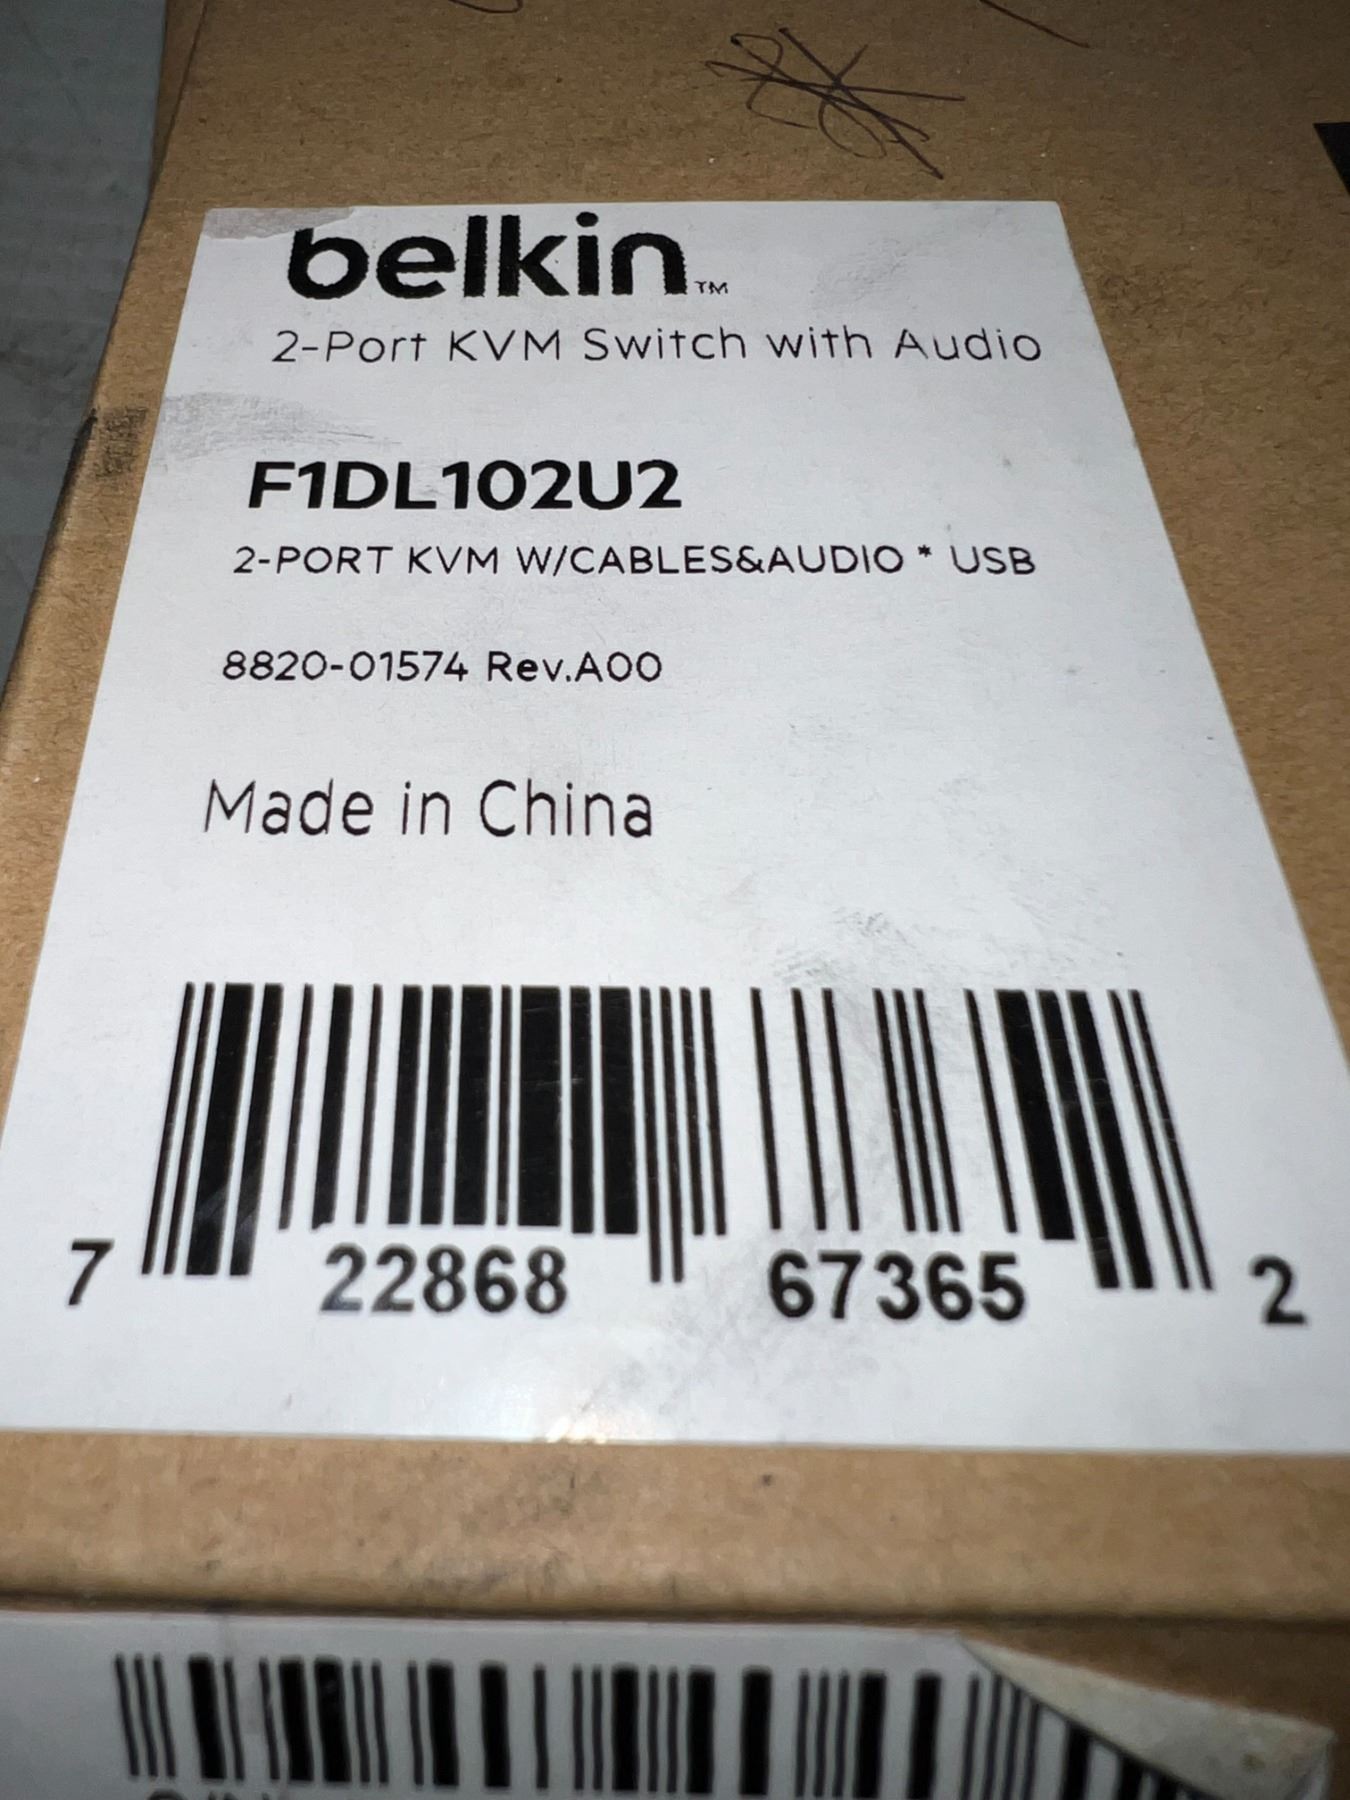 belkin™
2-Port KVM Switch with Audio
F1DL102U2
2-PORT KVM W/CABLES&AUDIO * USB
8820-01574 Rev.A00
Made in China
7 22868 67365 2